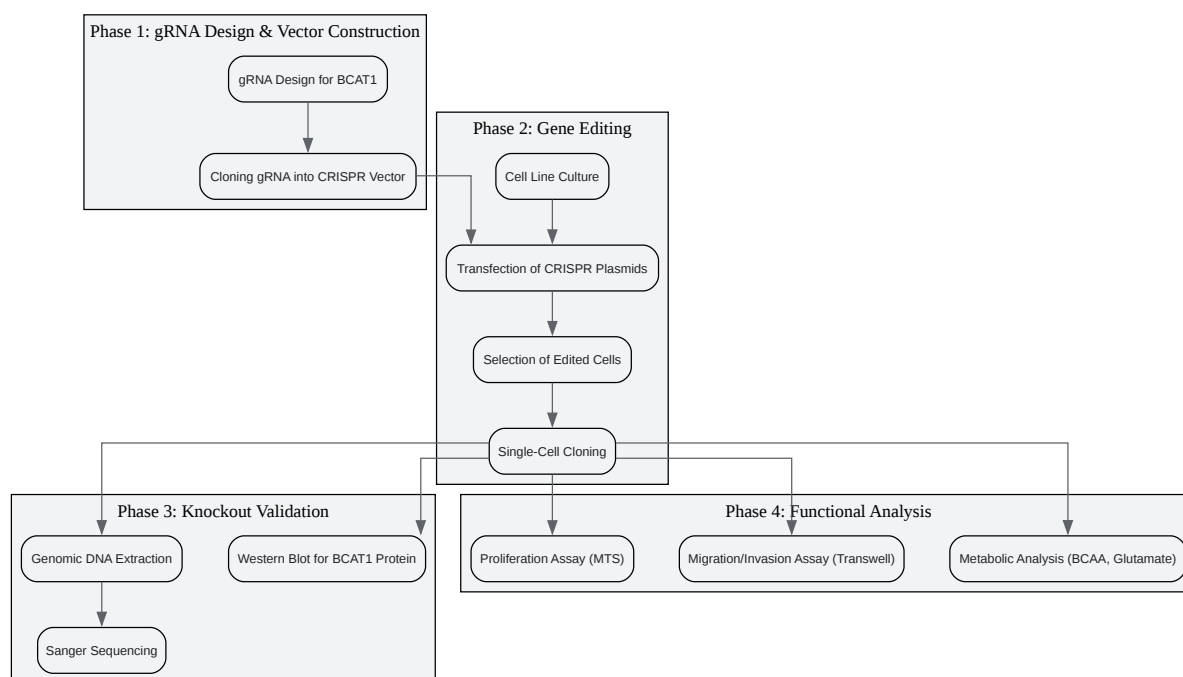 Phase 1: gRNA Design & Vector Construction
gRNA Design for BCAT1
Cloning gRNA into CRISPR Vector
Phase 2: Gene Editing
Cell Line Culture
Transfection of CRISPR Plasmids
Selection of Edited Cells
Single-Cell Cloning
Phase 3: Knockout Validation
Genomic DNA Extraction
Western Blot for BCAT1 Protein
Sanger Sequencing
Phase 4: Functional Analysis
Proliferation Assay (MTS)
Migration/Invasion Assay (Transwell)
Metabolic Analysis (BCAA, Glutamate)